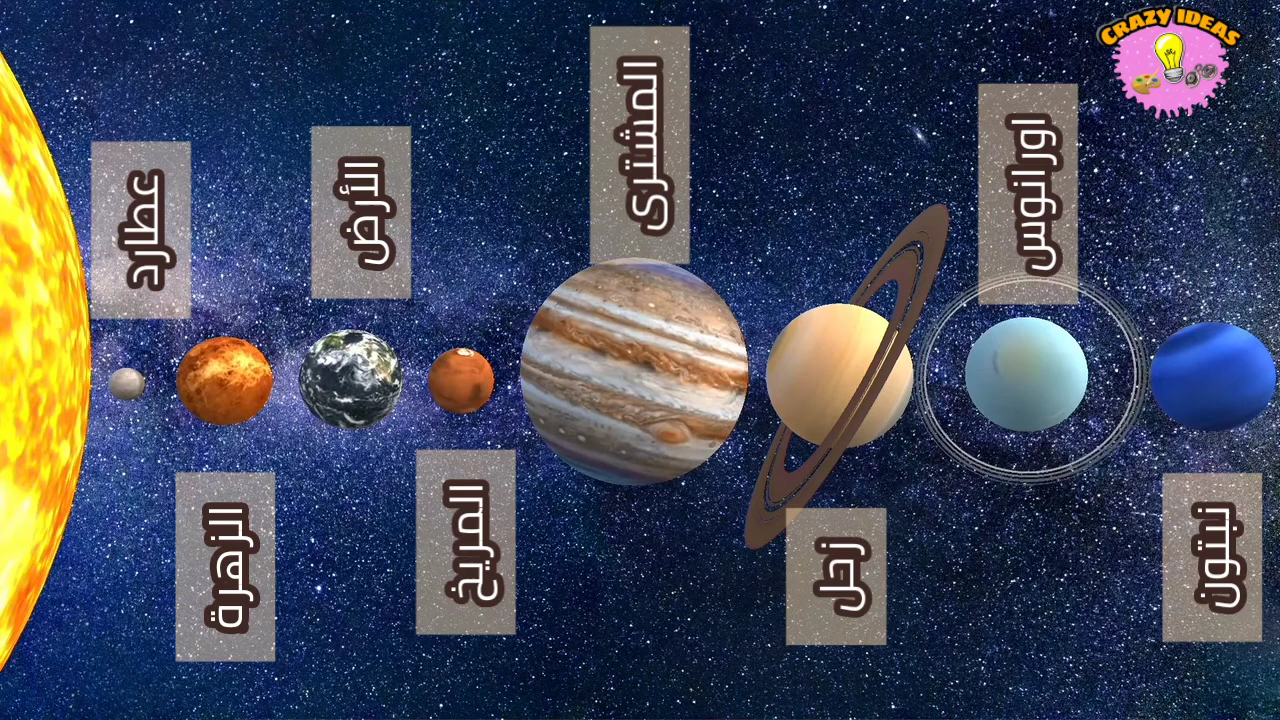 CRAZY IDEAS
عطارد
الزهرة
الأرض
المريخ
المشترى
زحل
اورانوس
نبتون